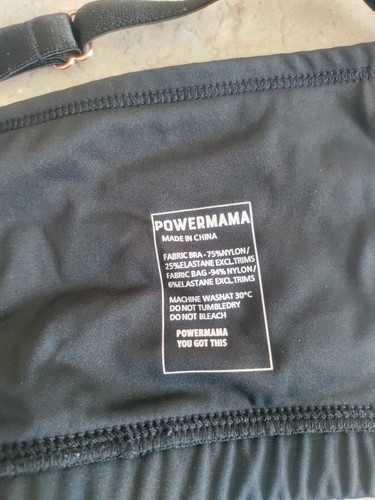 POWERMAMA
MADE IN CHINA
FABRIC BRA - 75%NYLON/
25%ELASTANE EXCL.TRIMS
FABRIC BAG -94% NYLON/
6%ELASTANE EXCL.TRIMS
MACHINE WASHAT 30°C
DO NOT TUMBLEDRY
DO NOT BLEACH
POWERMAMA
YOU GOT THIS